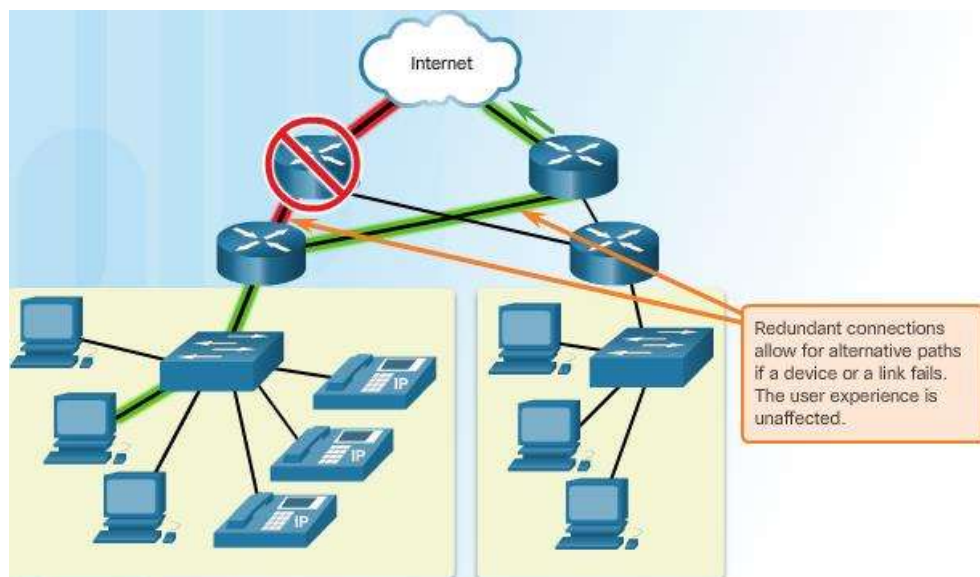 Internet
Redundant connections
allow for alternative paths
if a device or a link fails.
The user experience is
unaffected.
IP
IP
IP